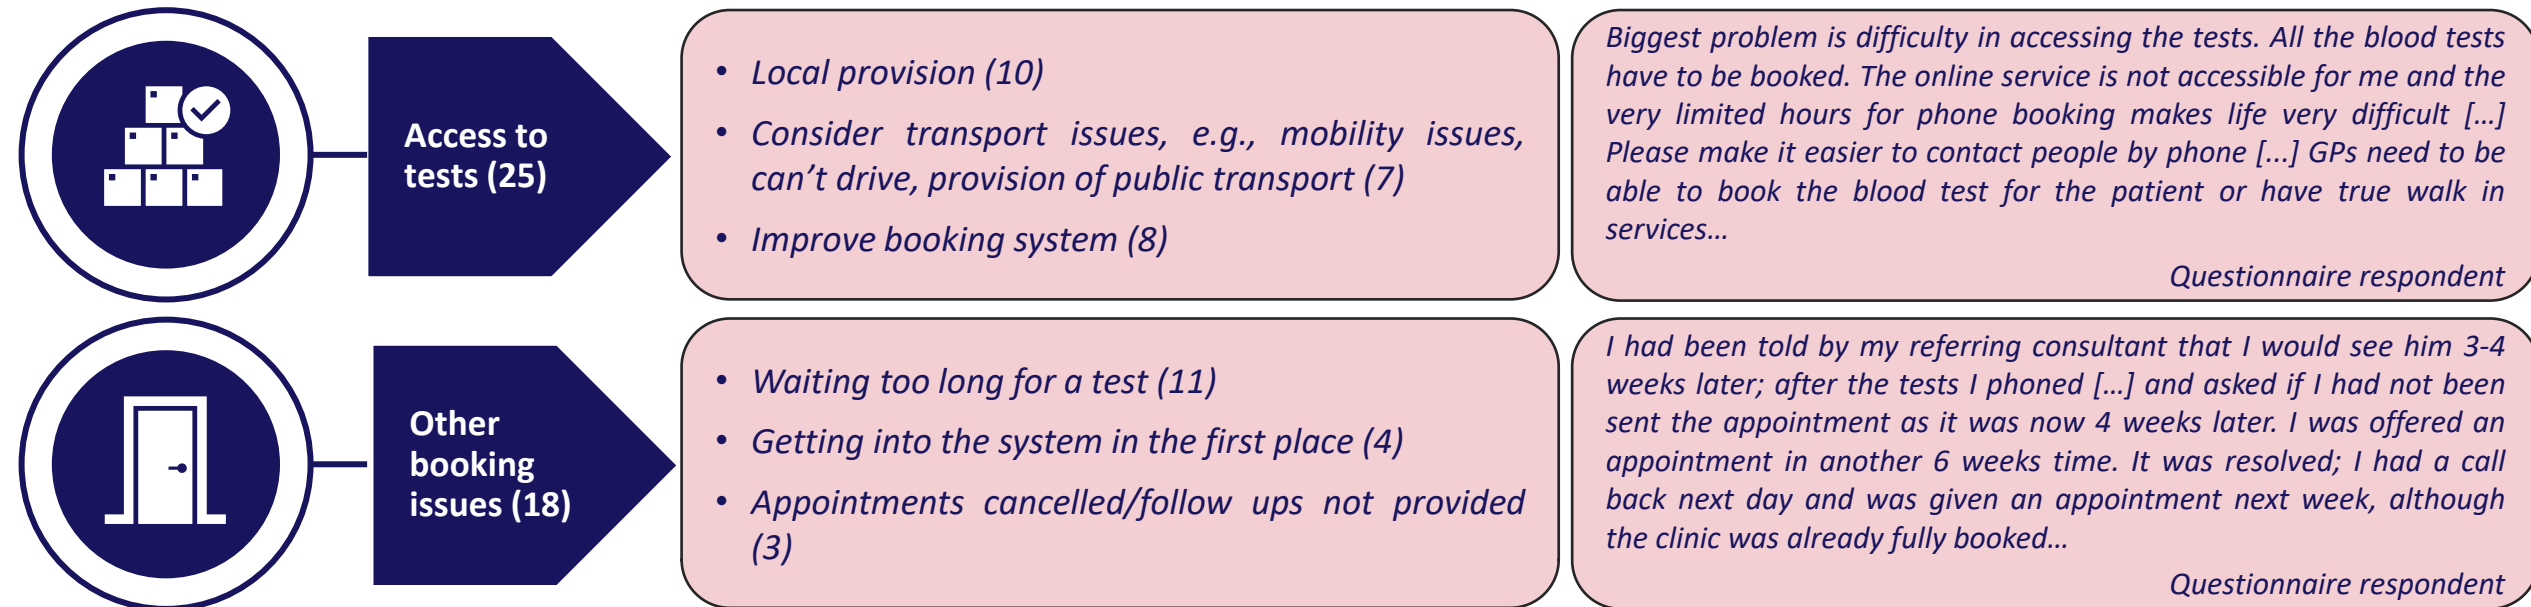 Access to
tests (25)
• Local provision (10)
• Consider transport issues, e.g., mobility issues,
can’t drive, provision of public transport (7)
• Improve booking system (8)
Biggest problem is difficulty in accessing the tests. All the blood tests
have to be booked. The online service is not accessible for me and the
very limited hours for phone booking makes life very difficult […]
Please make it easier to contact people by phone [...] GPs need to be
able to book the blood test for the patient or have true walk in
services…
Questionnaire respondent
Other
booking
issues (18)
• Waiting too long for a test (11)
• Getting into the system in the first place (4)
• Appointments cancelled/follow ups not provided
(3)
I had been told by my referring consultant that I would see him 3-4
weeks later; after the tests I phoned […] and asked if I had not been
sent the appointment as it was now 4 weeks later. I was offered an
appointment in another 6 weeks time. It was resolved; I had a call
back next day and was given an appointment next week, although
the clinic was already fully booked…
Questionnaire respondent